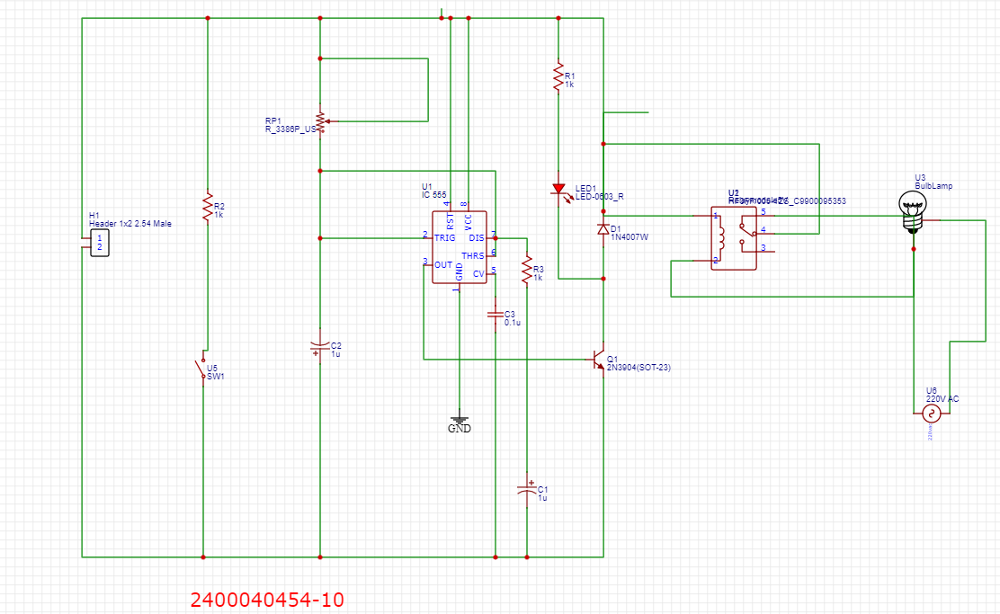 R1
1k
RP1
R_3386P_US
U3
BulbLamp
U1
IC 555
LED1
LED-0603_R
R2
1k
H1
Header 1x2 2.54 Male
1
2
4
8
RST
VCC
2
TRIG
DIS
7
THRS
6
3
OUT
GND
CV
5
1
D1
1N4007W
1
5
4
3
2
R3
1k
C3
0.1u
C2
1u
U5
SW1
Q1
2N3904(SOT-23)
U6
220V AC
GND
C1
1u
2400040454-10